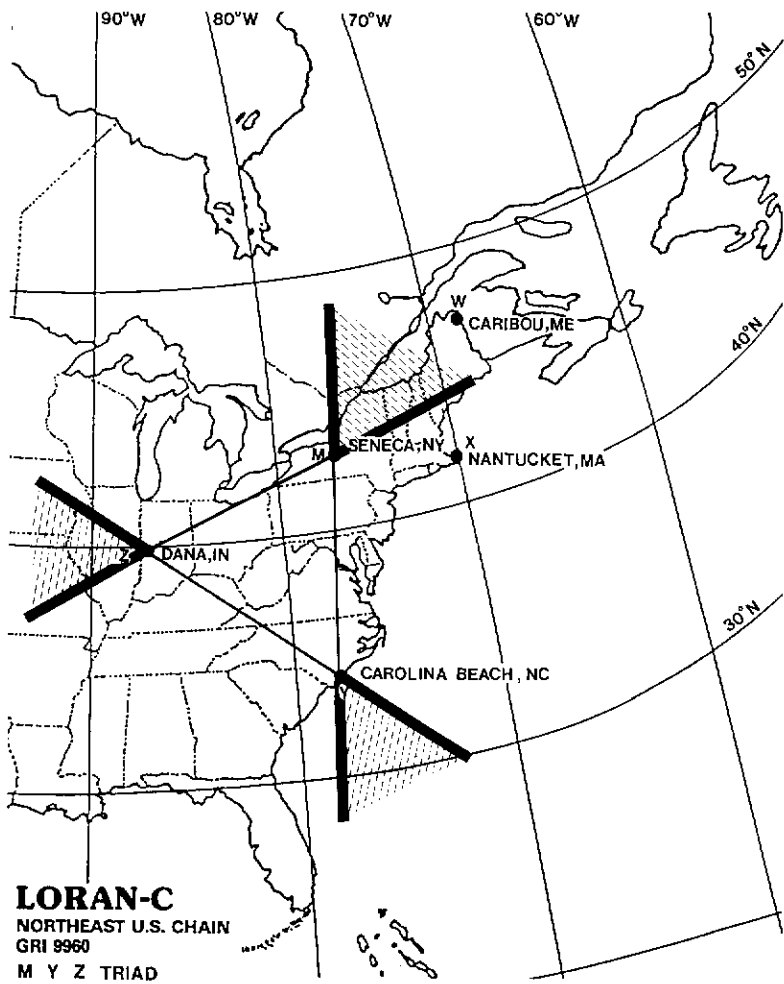 90°W
80°W
70°W
60°W
50°N
W
CARIBOU, ME
40°N
M
SENECA, NY
X
NANTUCKET, MA
Z
DANA, IN
30°N
CAROLINA BEACH, NC
LORAN-C
NORTHEAST U.S. CHAIN
GRI 9960
M Y Z TRIAD